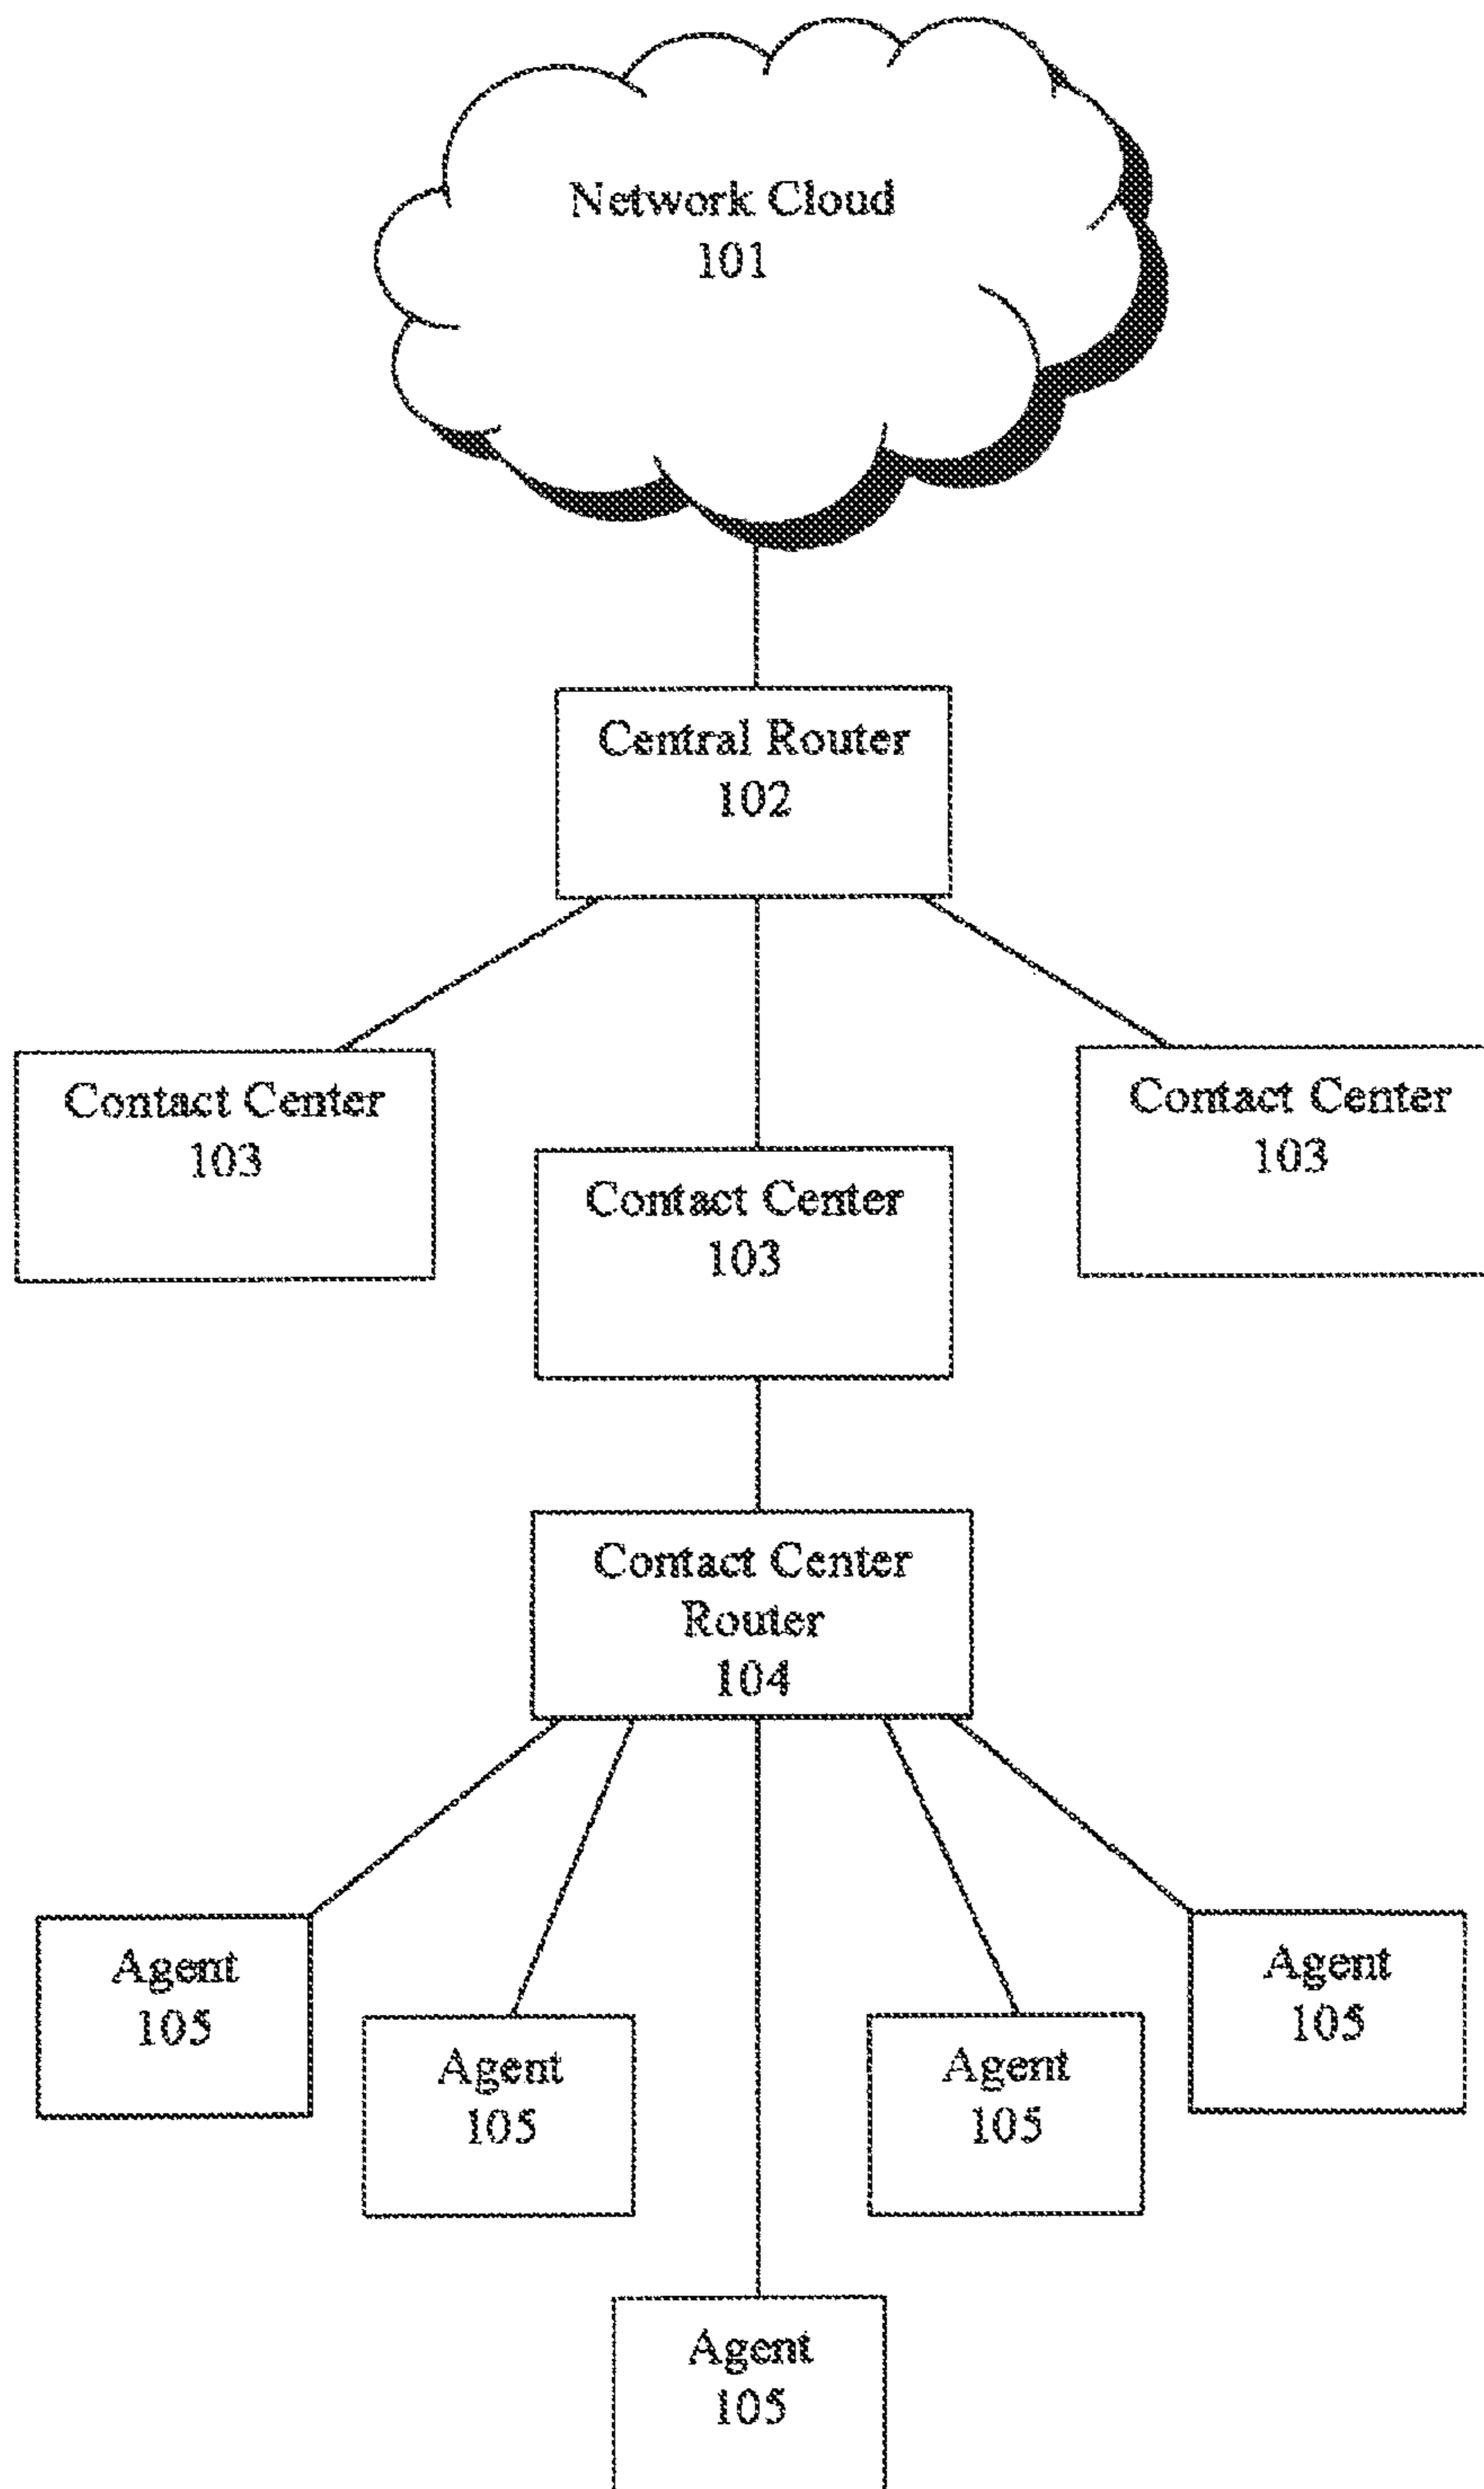 Network Cloud
101
Central Router
102
Contact Center
103
Contact Center
103
Contact Center
103
Contact Center
Router
104
Agent
105
Agent
105
Agent
105
Agent
105
Agent
105